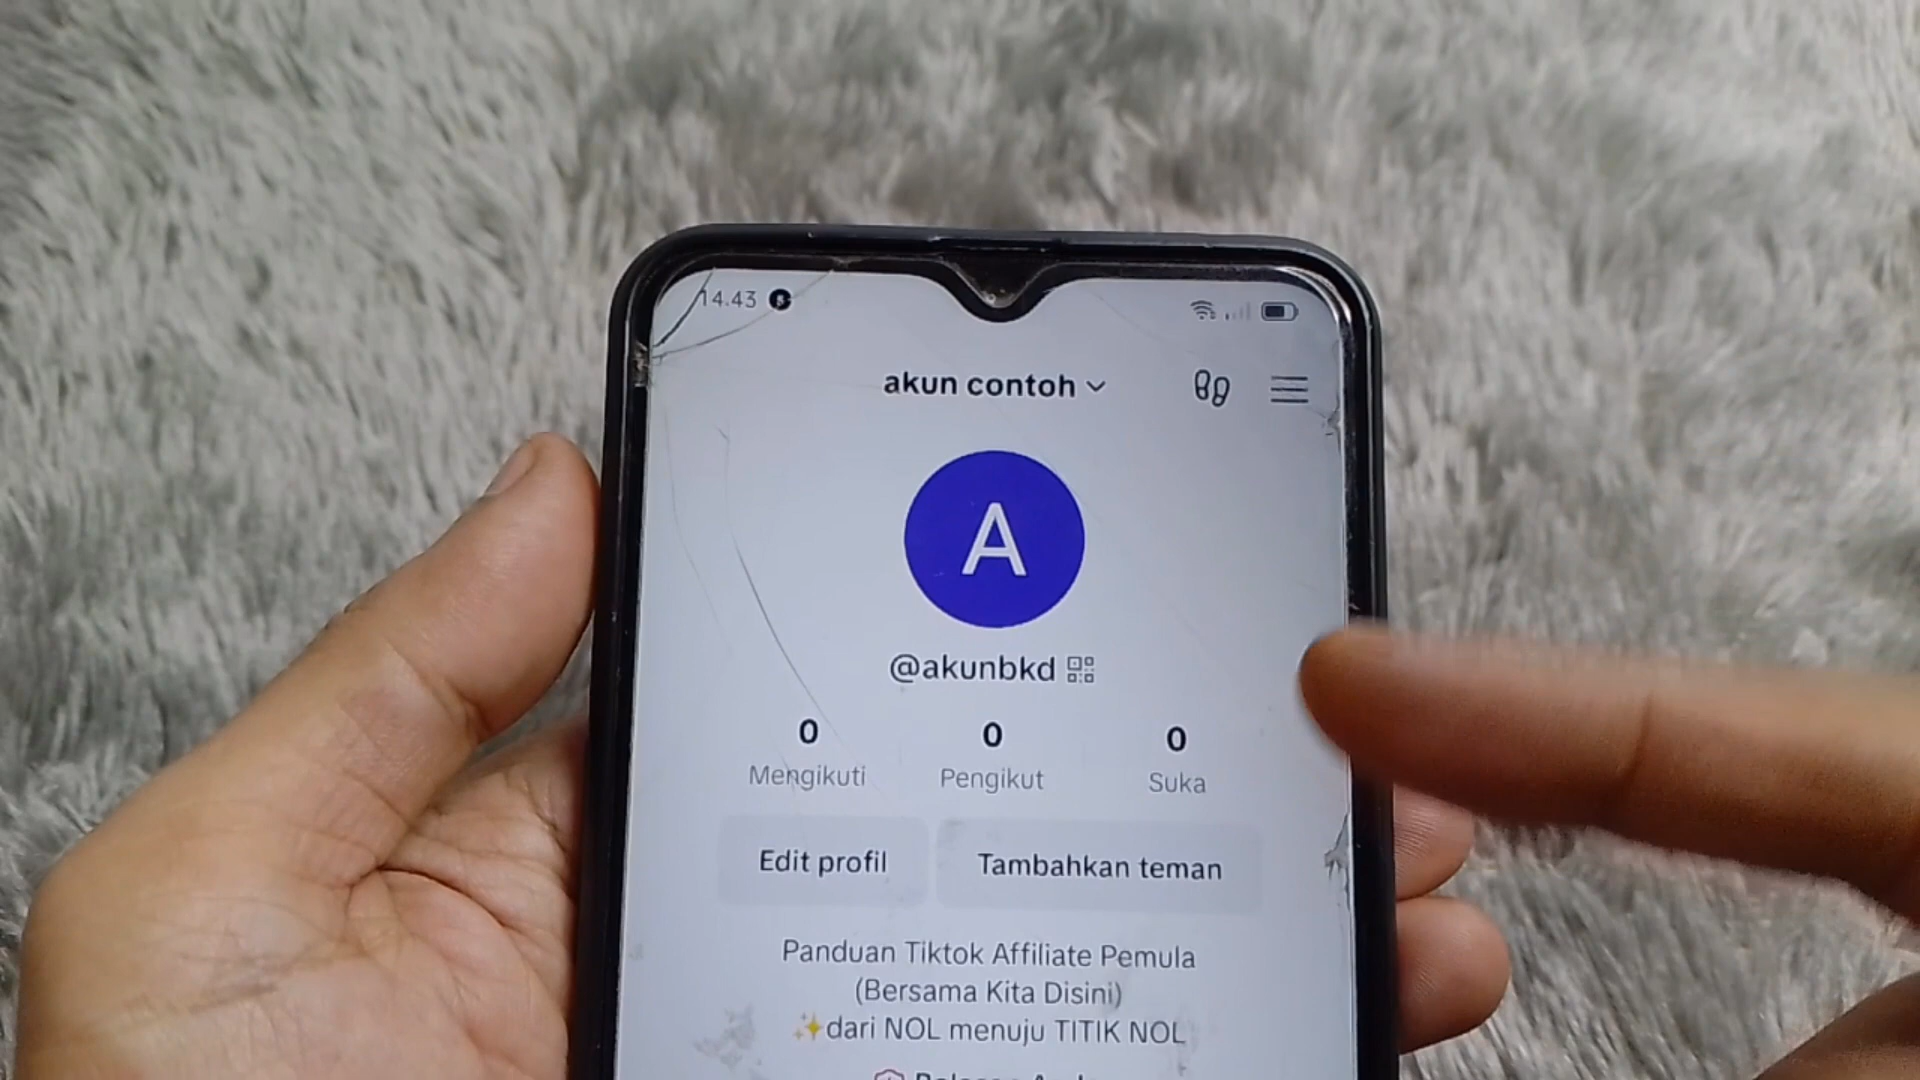 14.43
akun contoh
A
@akunbkd
0 0 0
Mengikuti Pengikut Suka
Edit profil Tambahkan teman
Panduan Tiktok Affiliate Pemula
(Bersama Kita Disini)
✨dari NOL menuju TITIK NOL